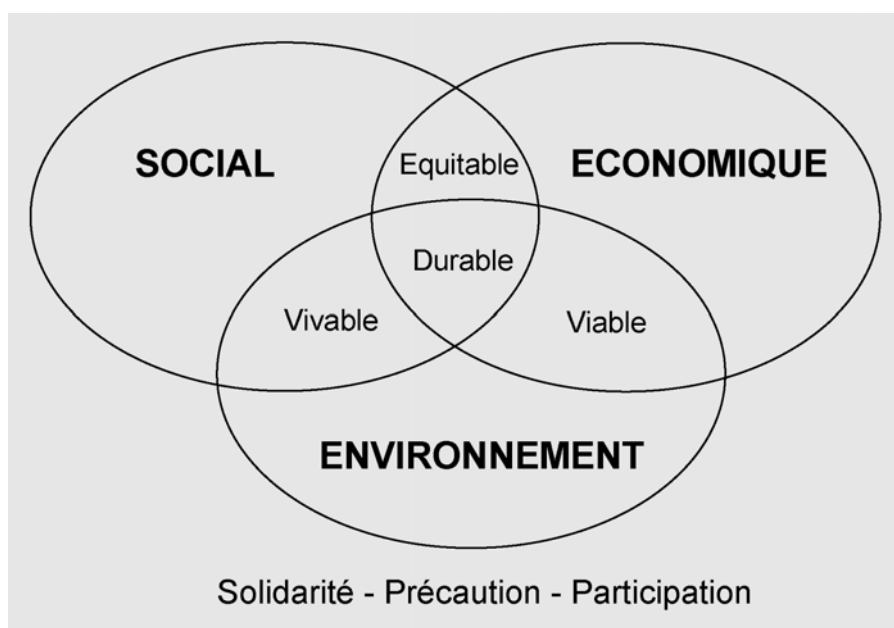 SOCIAL
Equitable
ECONOMIQUE
Durable
Vivable
Viable
ENVIRONNEMENT
Solidarité - Précaution - Participation